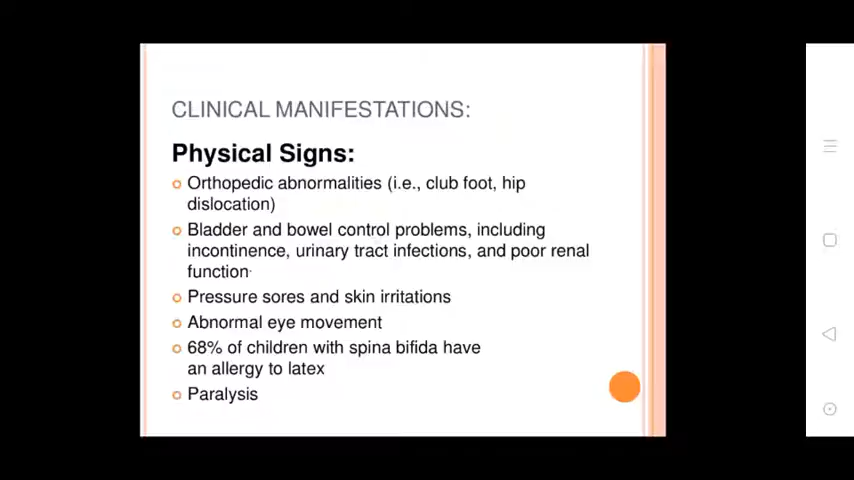 CLINICAL MANIFESTATIONS:
Physical Signs:
Orthopedic abnormalities (i.e., club foot, hip
dislocation)
Bladder and bowel control problems, including
incontinence, urinary tract infections, and poor renal
function.
Pressure sores and skin irritations
Abnormal eye movement
68% of children with spina bifida have
an allergy to latex
Paralysis